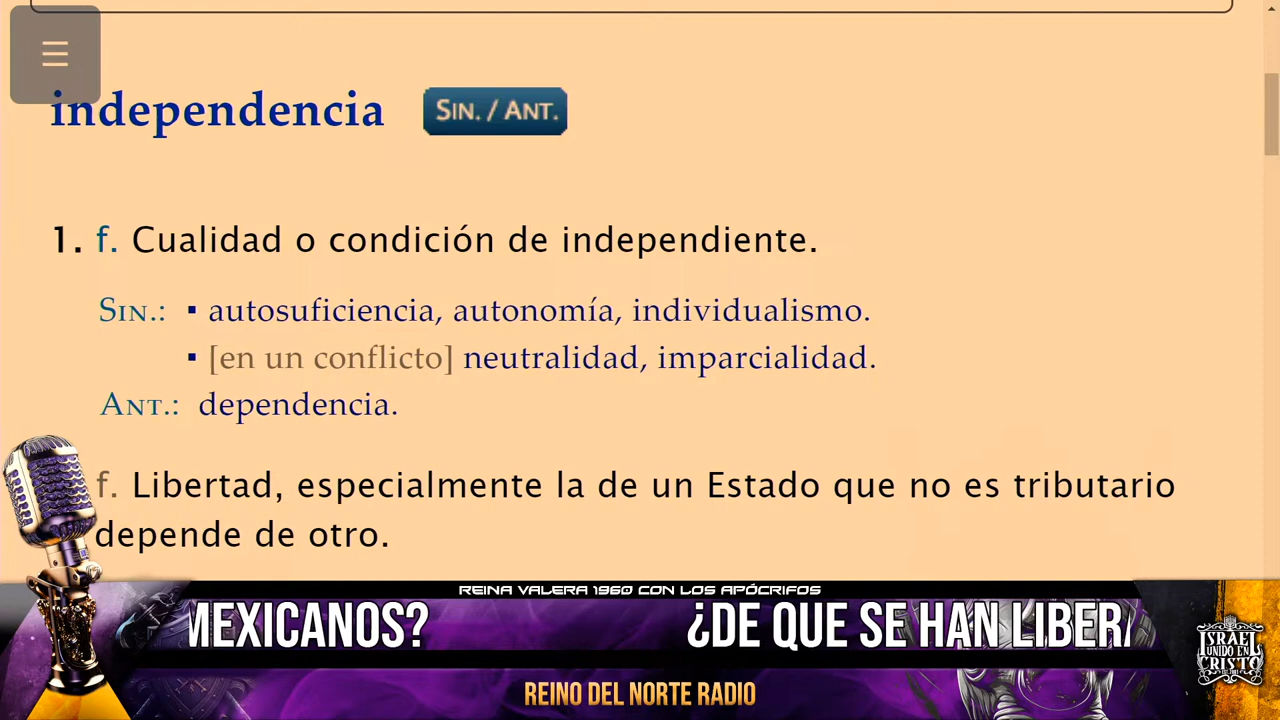 ☰
independencia SIN. / ANT.
1. f. Cualidad o condición de independiente.
SIN.: ▪ autosuficiencia, autonomía, individualismo.
▪ [en un conflicto] neutralidad, imparcialidad.
ANT.: dependencia.
f. Libertad, especialmente la de un Estado que no es tributario
depende de otro.
REINA VALERA 1960 CON LOS APÓCRIFOS
MEXICANOS? ¿DE QUE SE HAN LIBER
ISRAEL
UNIDO EN
CRISTO
REINO DEL NORTE RADIO